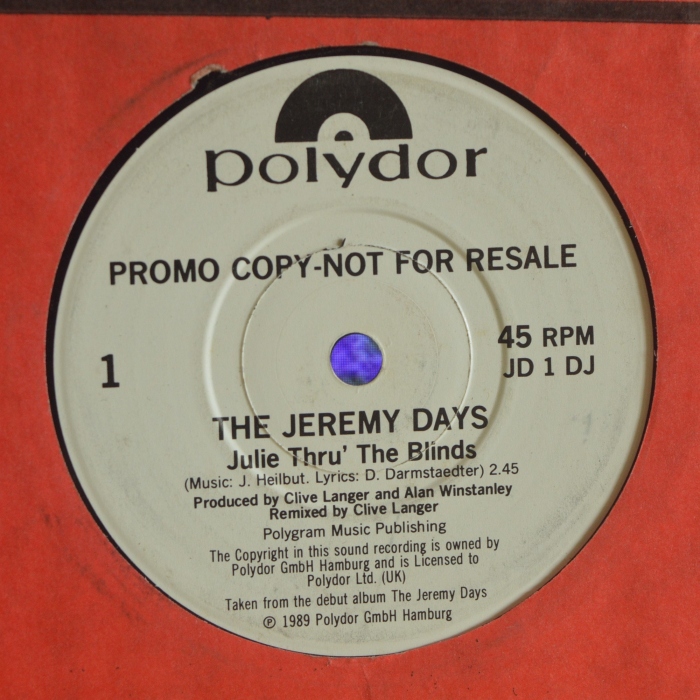 polydor
PROMO COPY-NOT FOR RESALE
1
45 RPM
JD 1 DJ
THE JEREMY DAYS
Julie Thru' The Blinds
(Music: J. Heilbut. Lyrics: D. Darmstaedter) 2.45
Produced by Clive Langer and Alan Winstanley
Remixed by Clive Langer
Polygram Music Publishing
The Copyright in this sound recording is owned by
Polydor GmbH Hamburg and is Licensed to
Polydor Ltd. (UK)
Taken from the debut album The Jeremy Days
℗ 1989 Polydor GmbH Hamburg